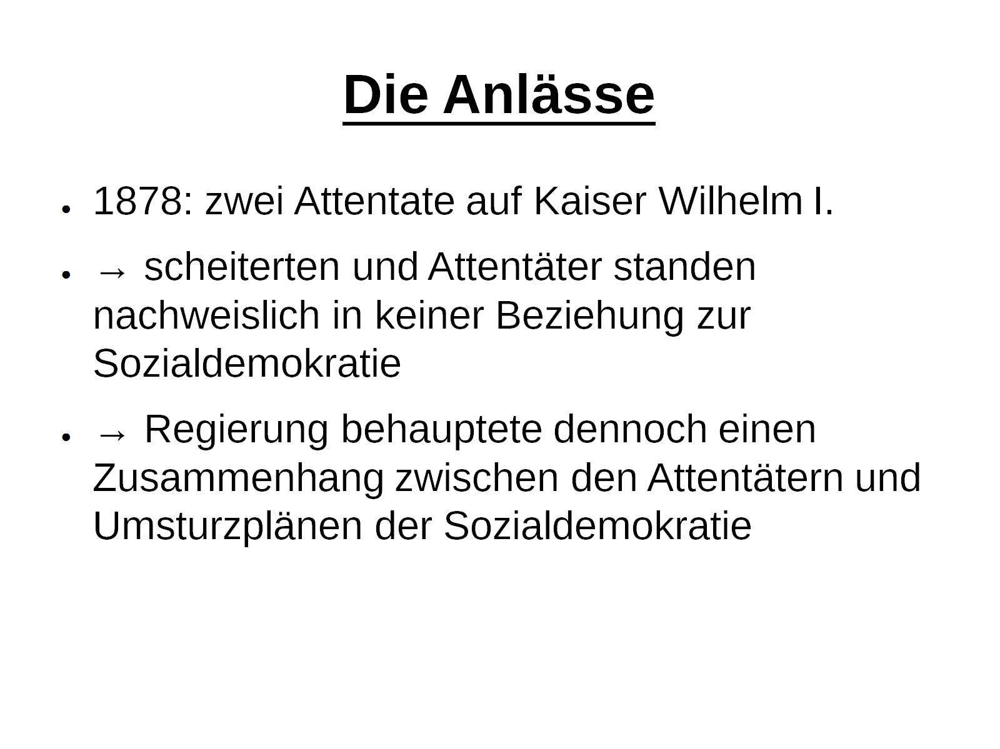 Die Anlässe
• 1878: zwei Attentate auf Kaiser Wilhelm I.
• → scheiterten und Attentäter standen
nachweislich in keiner Beziehung zur
Sozialdemokratie
• → Regierung behauptete dennoch einen
Zusammenhang zwischen den Attentätern und
Umsturzplänen der Sozialdemokratie